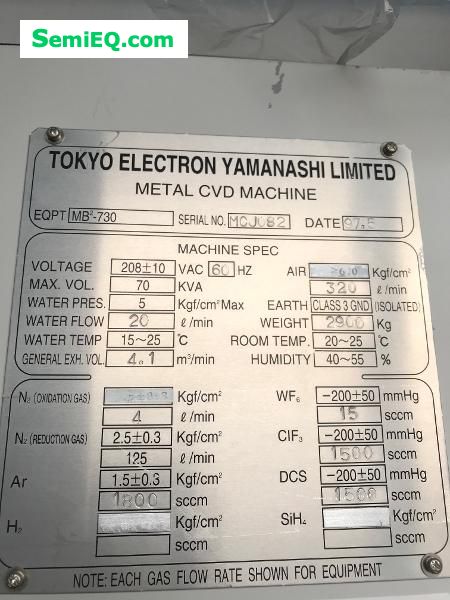 SemiEQ.com
TOKYO ELECTRON YAMANASHI LIMITED
METAL CVD MACHINE
EQPT MB²-730 SERIAL NO. MCJ082 DATE 97.5
MACHINE SPEC
VOLTAGE 208±10 VAC 60 HZ AIR Kgf/cm²
MAX. VOL. 70 KVA 320 ℓ/min
WATER PRES. 5 Kgf/cm² Max EARTH CLASS 3 GND (ISOLATED)
WATER FLOW 20 ℓ/min WEIGHT 2900 Kg
WATER TEMP 15~25 °C ROOM TEMP. 20~25 °C
GENERAL EXH. VOL. 4.1 m³/min HUMIDITY 40~55 %
N₂ (OXIDATION GAS) Kgf/cm² WF₆ -200±50 mmHg
4 ℓ/min 15 sccm
N₂ (REDUCTION GAS) 2.5±0.3 Kgf/cm² ClF₃ -200±50 mmHg
125 ℓ/min 1500 sccm
Ar 1.5±0.3 Kgf/cm² DCS -200±50 mmHg
1800 sccm 1500 sccm
H₂ Kgf/cm² SiH₄ Kgf/cm²
sccm sccm
NOTE: EACH GAS FLOW RATE SHOWN FOR EQUIPMENT